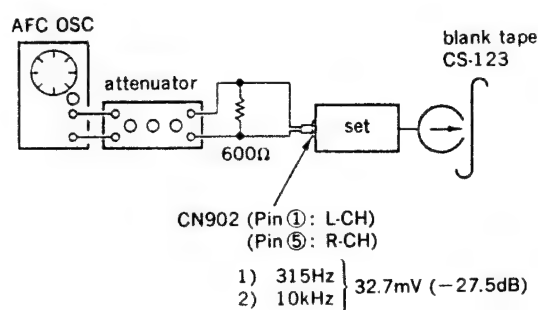 AFC OSC
attenuator
600Ω
set
blank tape
CS-123
CN902 (Pin ①: L-CH)
(Pin ⑤: R-CH)
1) 315Hz
2) 10kHz
32.7mV (−27.5dB)